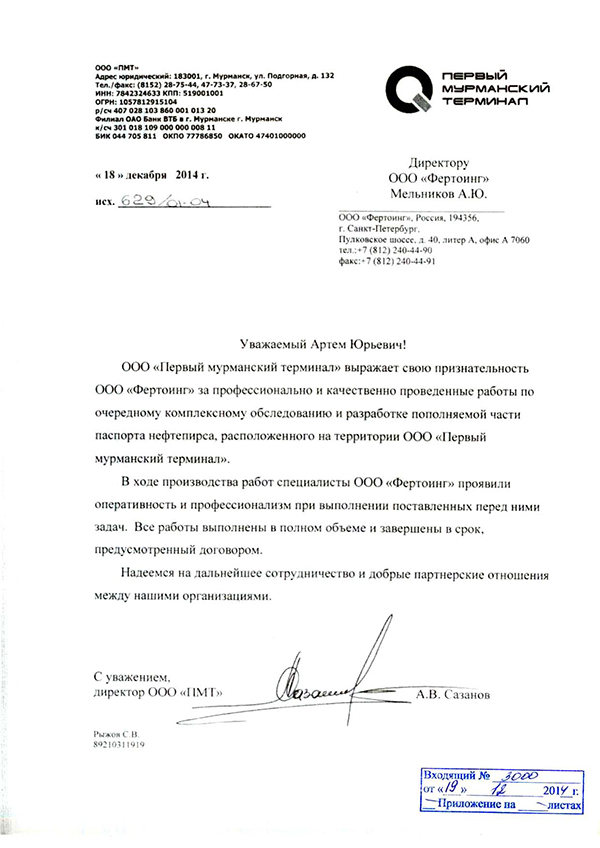 ООО «ПМТ»
Адрес юридический: 183001, г. Мурманск, ул. Подгорная, д. 132
Тел./факс: (8152) 28-75-44, 47-73-37, 28-67-50
ИНН: 7842324633 КПП: 519001001
ОГРН: 1057812915104
р/сч 407 028 103 860 001 013 20
Филиал ОАО Банк ВТБ в г. Мурманске г. Мурманск
к/сч 301 018 109 000 000 008 11
БИК 044 705 811 ОКПО 77786850 ОКАТО 47401000000
ПЕРВЫЙ
МУРМАНСКИЙ
ТЕРМИНАЛ
« 18 » декабря 2014 г.
исх. 629/01-04
Директору
ООО «Фертоинг»
Мельников А.Ю.
ООО «Фертоинг», Россия, 194356,
г. Санкт-Петербург,
Пулковское шоссе, д. 40, литер А, офис А 7060
тел.:+7 (812) 240-44-90
факс:+7 (812) 240-44-91
Уважаемый Артем Юрьевич!
ООО «Первый мурманский терминал» выражает свою признательность
ООО «Фертоинг» за профессионально и качественно проведенные работы по
очередному комплексному обследованию и разработке пополняемой части
паспорта нефтепирса, расположенного на территории ООО «Первый
мурманский терминал».
В ходе производства работ специалисты ООО «Фертоинг» проявили
оперативность и профессионализм при выполнении поставленных перед ними
задач. Все работы выполнены в полном объеме и завершены в срок,
предусмотренный договором.
Надеемся на дальнейшее сотрудничество и добрые партнерские отношения
между нашими организациями.
С уважением,
директор ООО «ПМТ» А.В. Сазанов
Рыжов С.В.
89210311919
Входящий № 3000
от «19» 12 2014 г.
Приложение на листах